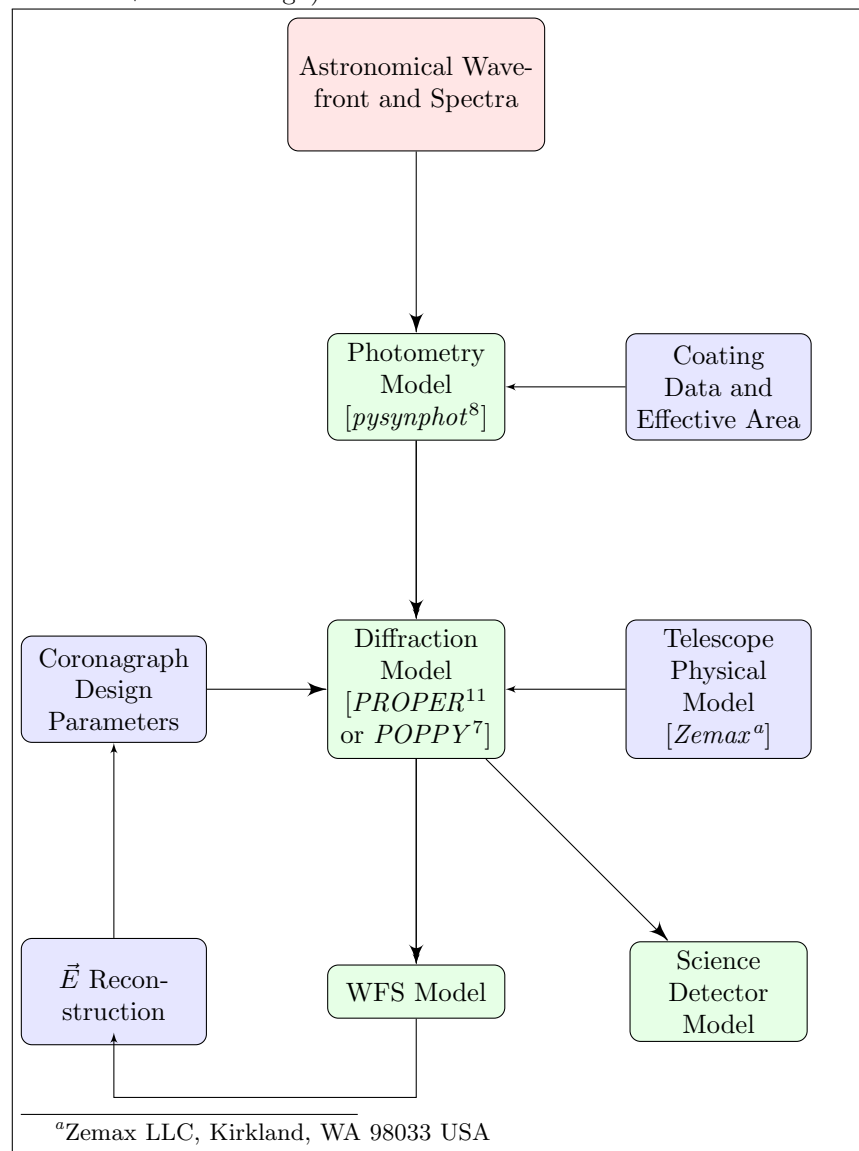 Astronomical Wave-
front and Spectra
Photometry
Model
[pysynphot8]
Coating
Data and
Effective Area
Coronagraph
Design
Parameters
Diffraction
Model
[PROPER11
or POPPY7]
Telescope
Physical
Model
[Zemaxa]
E⃗ Recon-
struction
WFS Model
Science
Detector
Model
aZemax LLC, Kirkland, WA 98033 USA